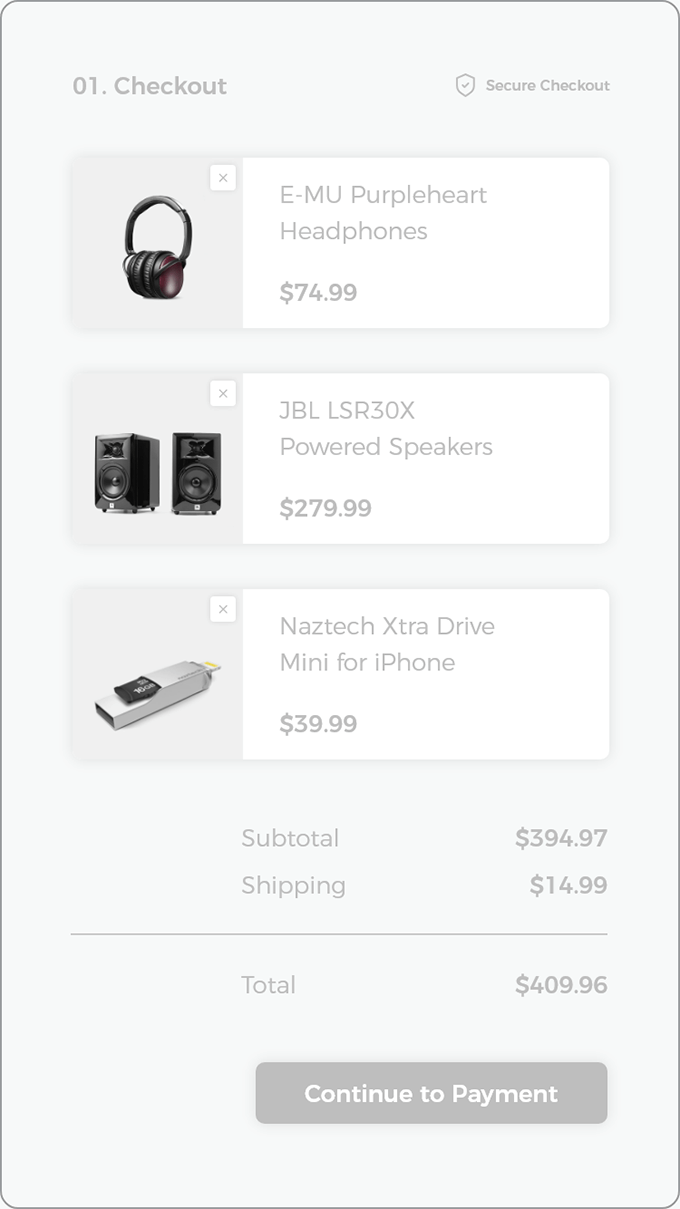 01. Checkout
Secure Checkout
×
E-MU Purpleheart
Headphones
$74.99
×
JBL LSR30X
Powered Speakers
$279.99
×
Naztech Xtra Drive
Mini for iPhone
16GB
$39.99
Subtotal $394.97
Shipping $14.99
Total $409.96
Continue to Payment